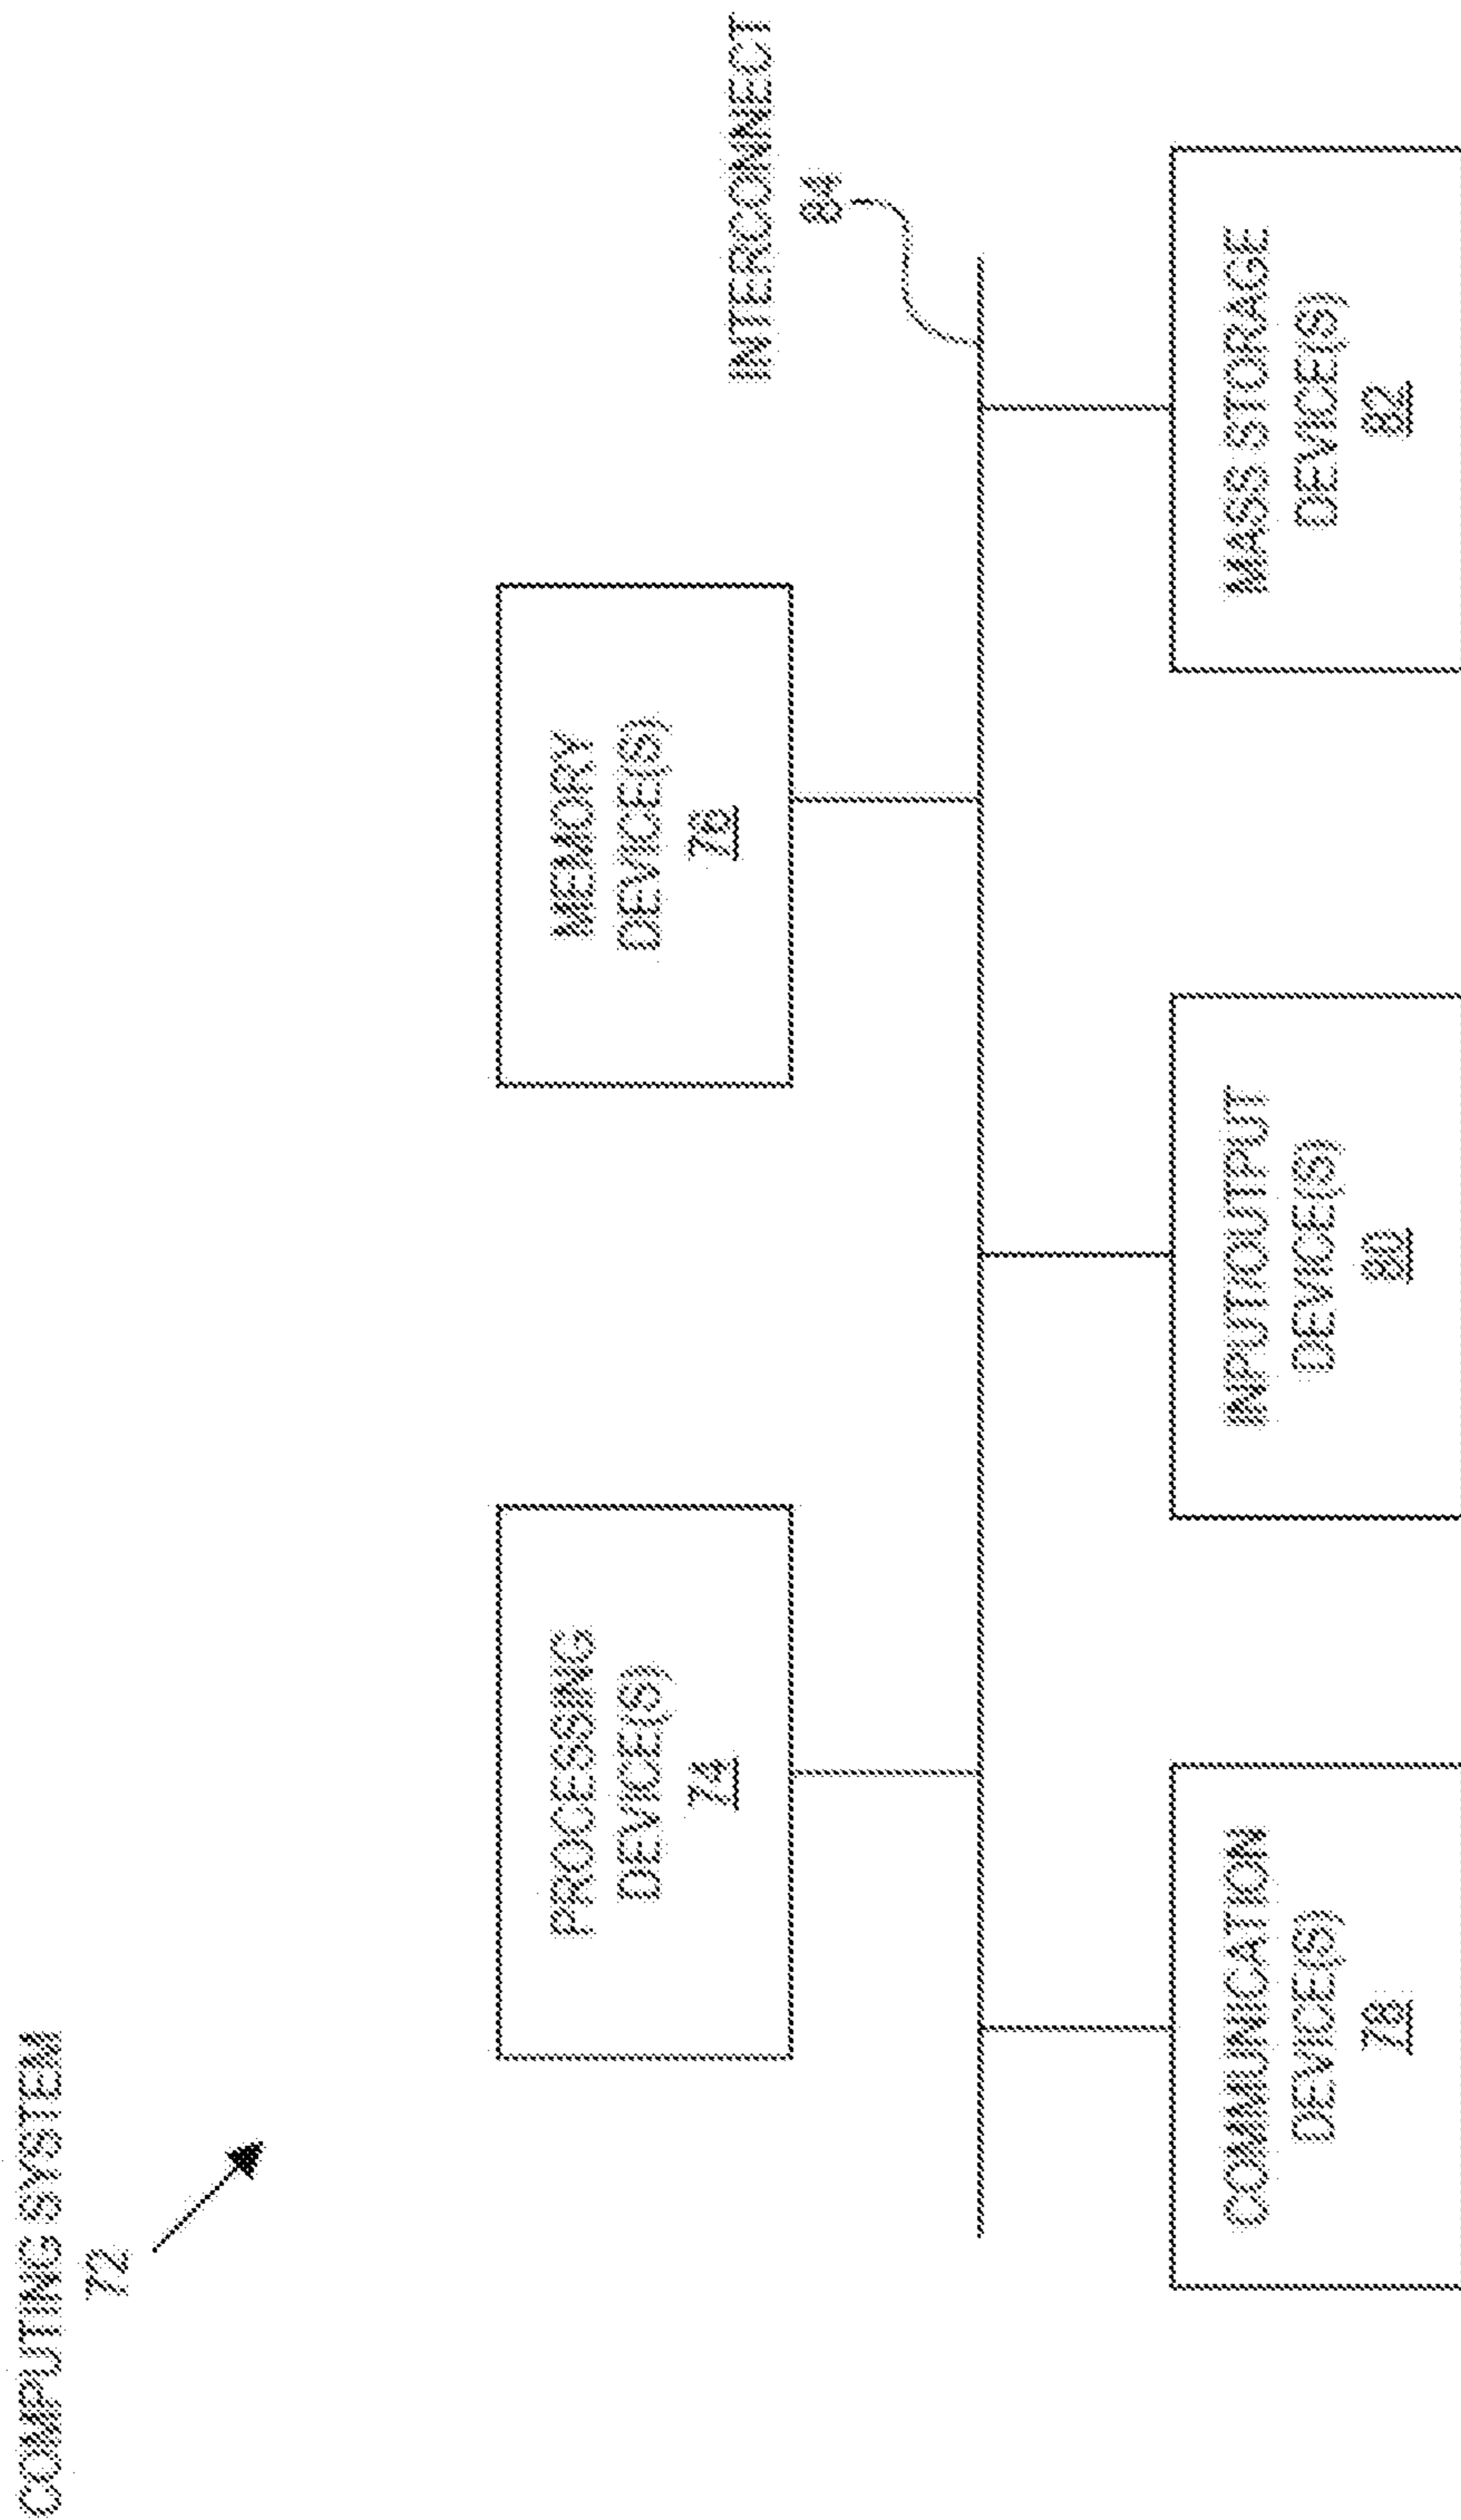 COMPUTING SYSTEM
72
PROCESSING
DEVICE(S)
74
MEMORY
DEVICE(S)
76
INTERCONNECT
84
COMMUNICATION
DEVICE(S)
78
INPUT/OUTPUT
DEVICE(S)
80
MASS STORAGE
DEVICE(S)
82